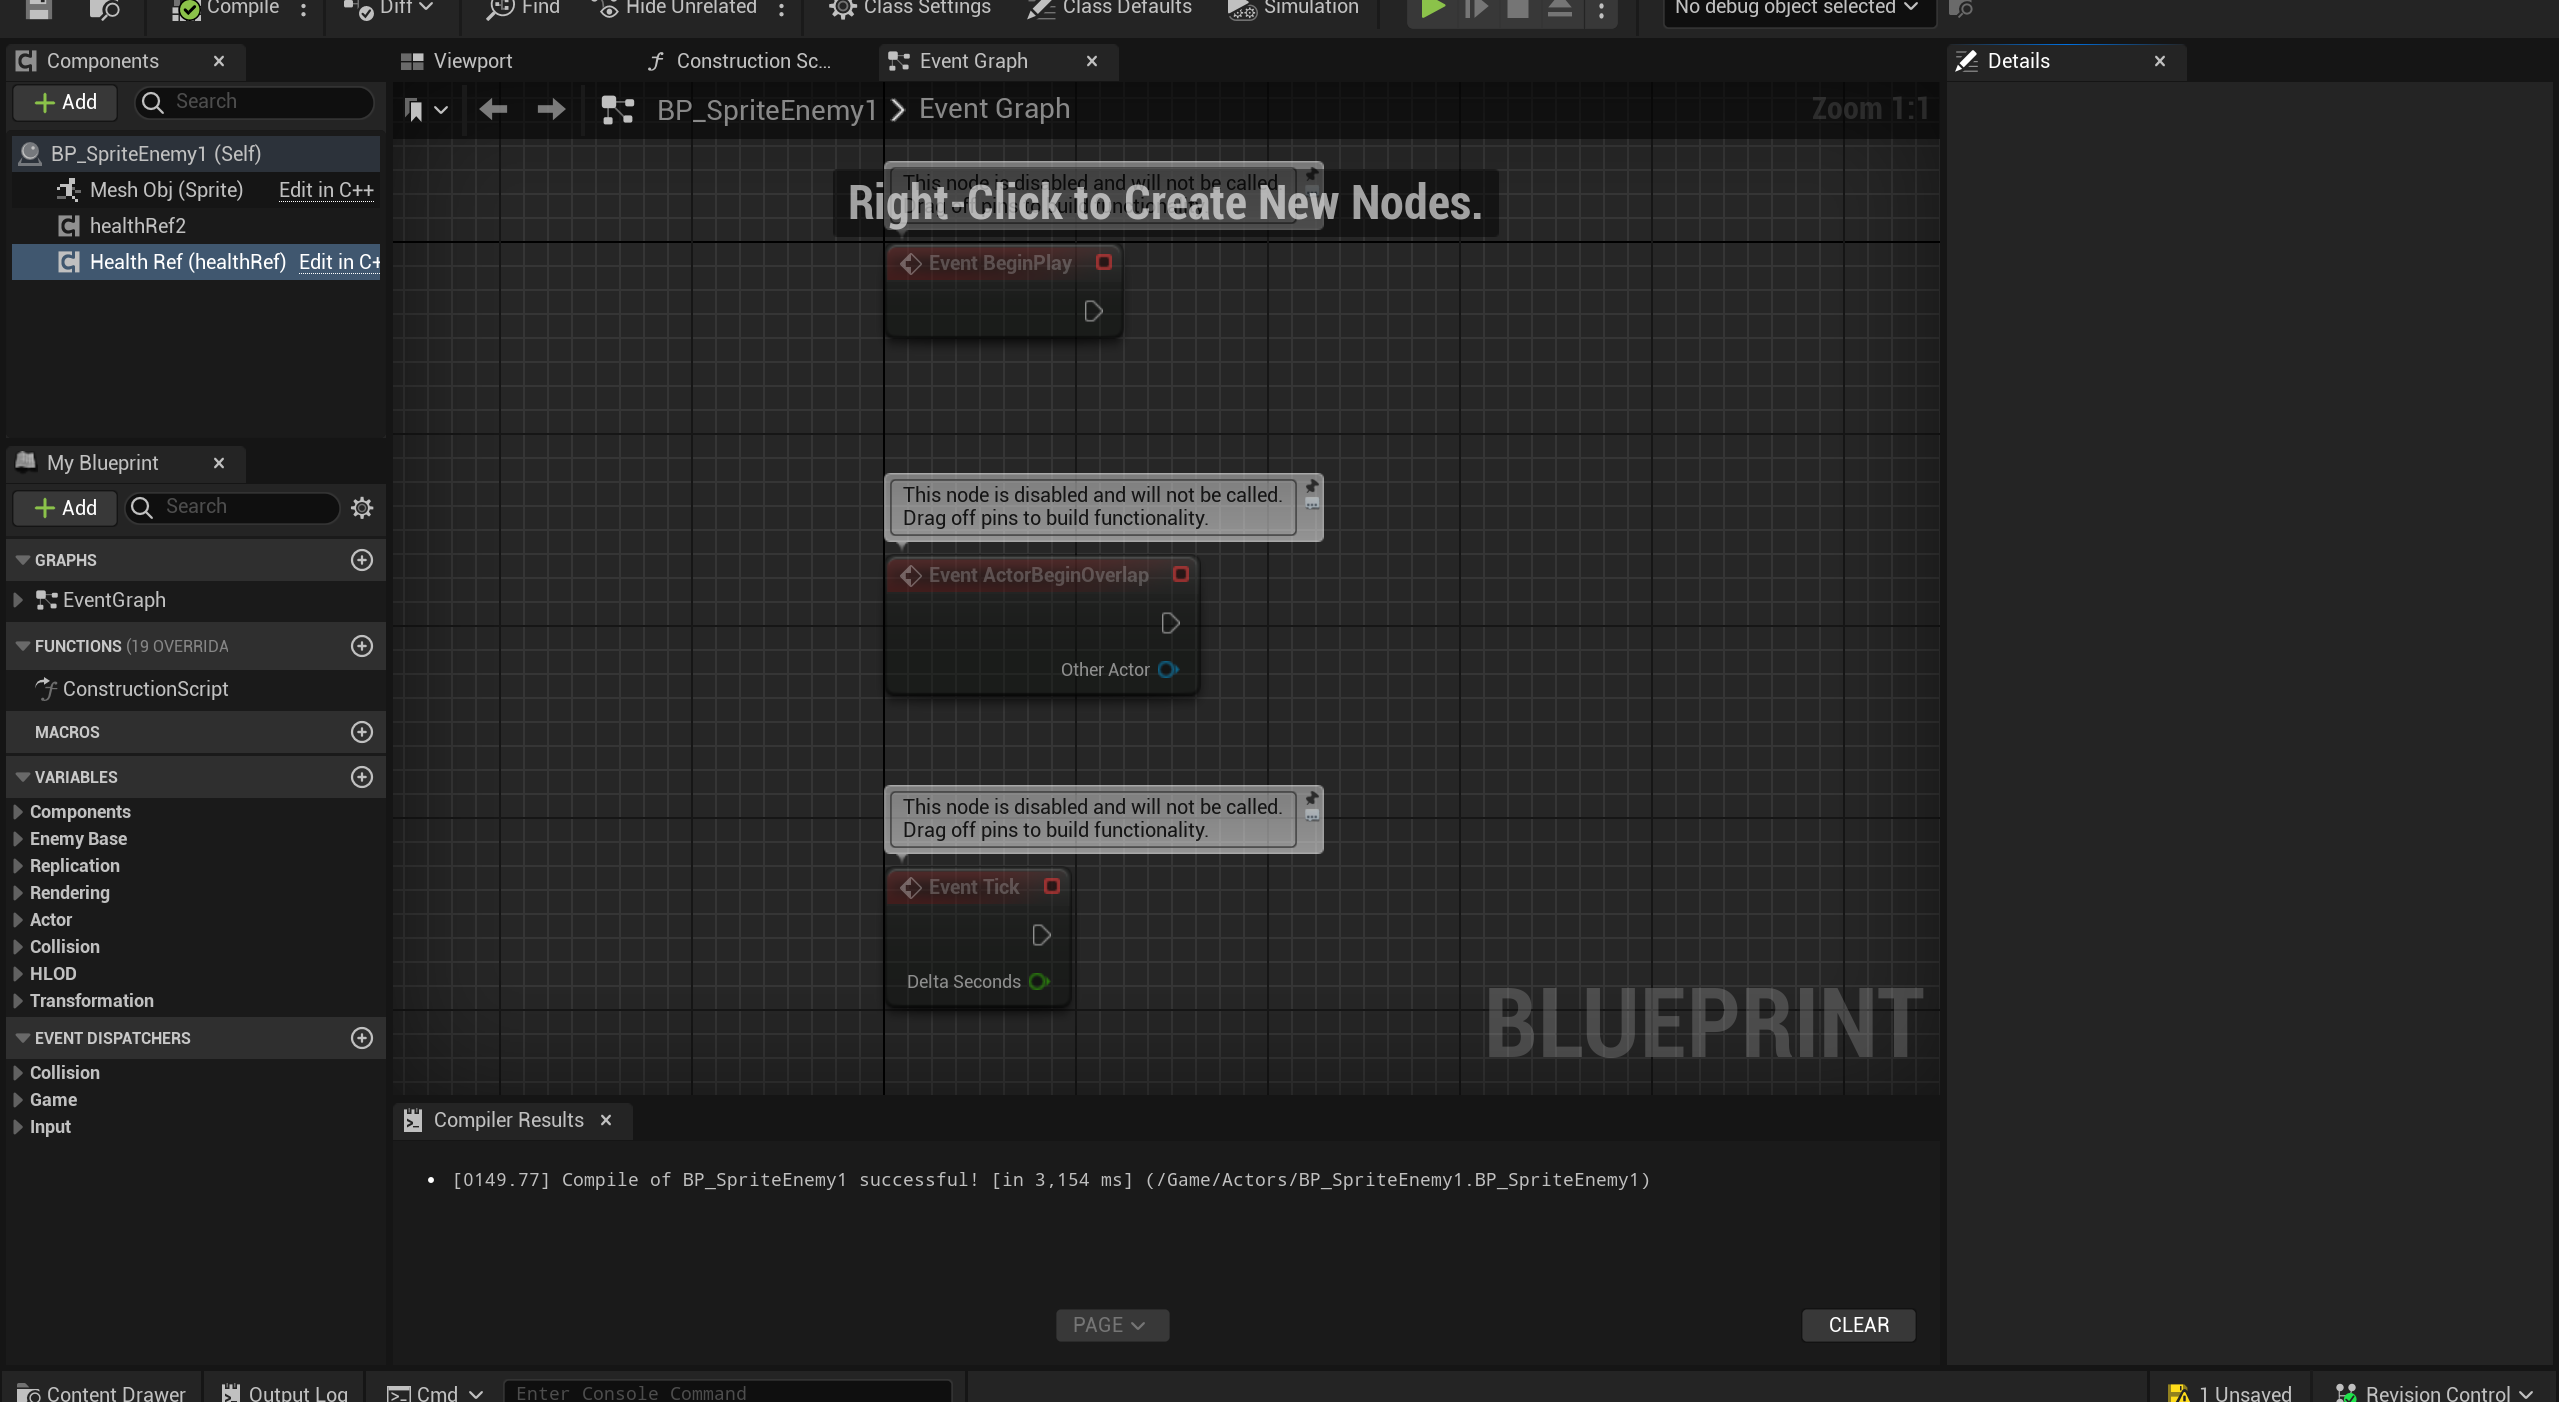 Compile
Diff
Find
Hide Unrelated
Class Settings
Class Defaults
Simulation
No debug object selected
Components
Add
Search
BP_SpriteEnemy1 (Self)
Mesh Obj (Sprite) Edit in C++
healthRef2
Health Ref (healthRef) Edit in C+
My Blueprint
Add
Search
GRAPHS
EventGraph
FUNCTIONS (19 OVERRIDA
ConstructionScript
MACROS
VARIABLES
Components
Enemy Base
Replication
Rendering
Actor
Collision
HLOD
Transformation
EVENT DISPATCHERS
Collision
Game
Input
Viewport
Construction Sc...
Event Graph
BP_SpriteEnemy1 > Event Graph
Zoom 1:1
This node is disabled and will not be called.
Drag off pins to build functionality.
Right-Click to Create New Nodes.
Event BeginPlay
This node is disabled and will not be called.
Drag off pins to build functionality.
Event ActorBeginOverlap
Other Actor
This node is disabled and will not be called.
Drag off pins to build functionality.
Event Tick
Delta Seconds
BLUEPRINT
Compiler Results
[0149.77] Compile of BP_SpriteEnemy1 successful! [in 3,154 ms] (/Game/Actors/BP_SpriteEnemy1.BP_SpriteEnemy1)
PAGE
CLEAR
Details
Content Drawer
Output Log
Cmd
Enter Console Command
1 Unsaved
Revision Control